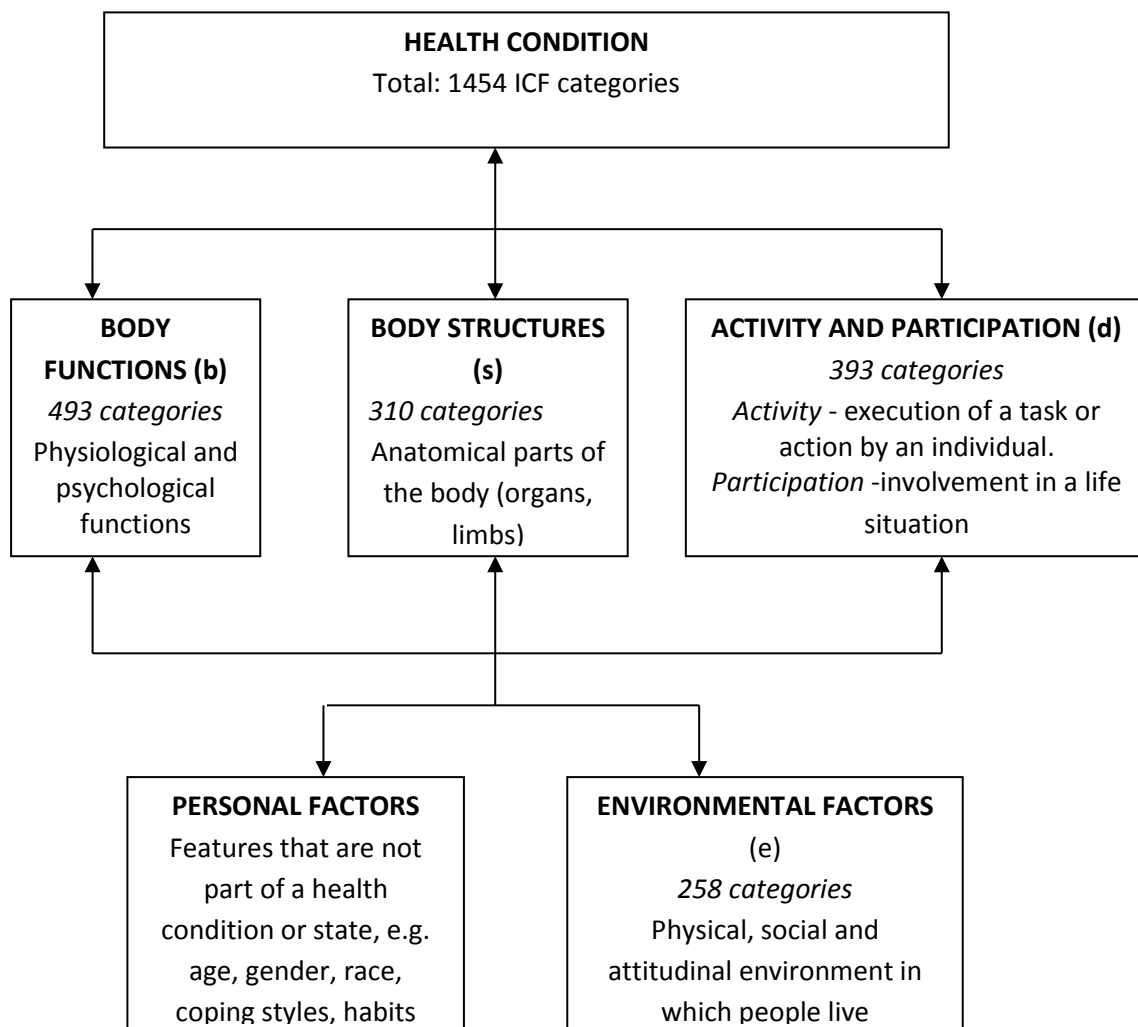 HEALTH CONDITION
Total: 1454 ICF categories
BODY
FUNCTIONS (b)
493 categories
Physiological and
psychological
functions
BODY STRUCTURES
(s)
310 categories
Anatomical parts of
the body (organs,
limbs)
ACTIVITY AND PARTICIPATION (d)
393 categories
Activity - execution of a task or
action by an individual.
Participation -involvement in a life
situation
PERSONAL FACTORS
Features that are not
part of a health
condition or state, e.g.
age, gender, race,
coping styles, habits
ENVIRONMENTAL FACTORS
(e)
258 categories
Physical, social and
attitudinal environment in
which people live